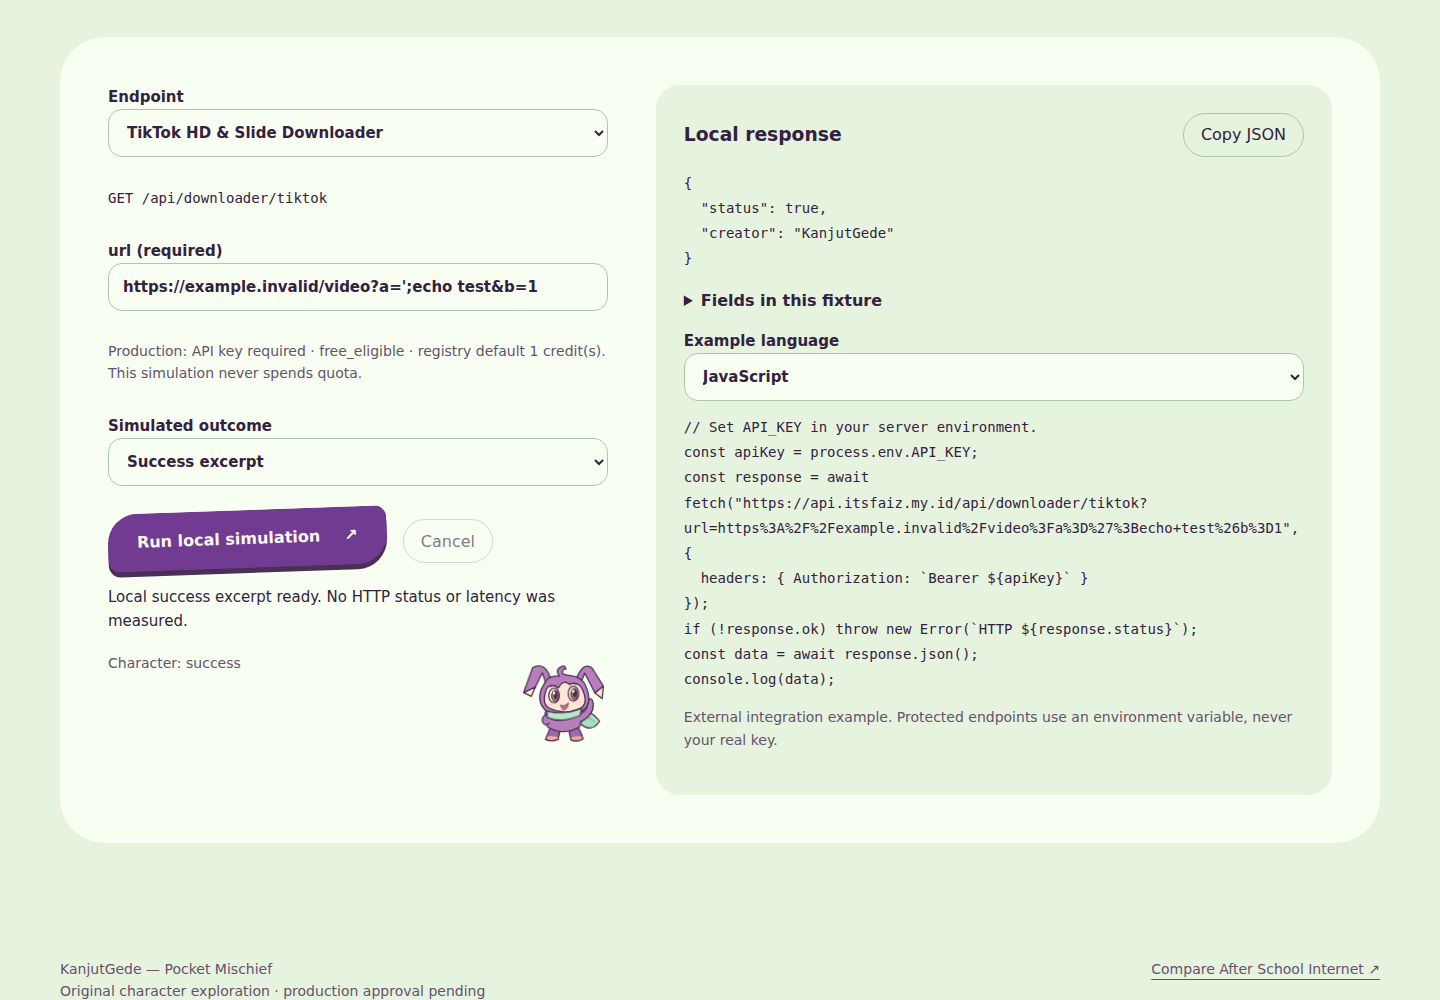 Endpoint
TikTok HD & Slide Downloader
GET /api/downloader/tiktok
url (required)
https://example.invalid/video?a=';echo test&b=1
Production: API key required · free_eligible · registry default 1 credit(s).
This simulation never spends quota.
Simulated outcome
Success excerpt
Run local simulation ↗
Cancel
Local success excerpt ready. No HTTP status or latency was
measured.
Character: success
Local response
Copy JSON
{
  "status": true,
  "creator": "KanjutGede"
}
▶ Fields in this fixture
Example language
JavaScript
// Set API_KEY in your server environment.
const apiKey = process.env.API_KEY;
const response = await
fetch("https://api.itsfaiz.my.id/api/downloader/tiktok?
url=https%3A%2F%2Fexample.invalid%2Fvideo%3Fa%3D%27%3Becho+test%26b%3D1",
{
  headers: { Authorization: `Bearer ${apiKey}` }
});
if (!response.ok) throw new Error(`HTTP ${response.status}`);
const data = await response.json();
console.log(data);
External integration example. Protected endpoints use an environment variable, never
your real key.
KanjutGede — Pocket Mischief
Original character exploration · production approval pending
Compare After School Internet ↗